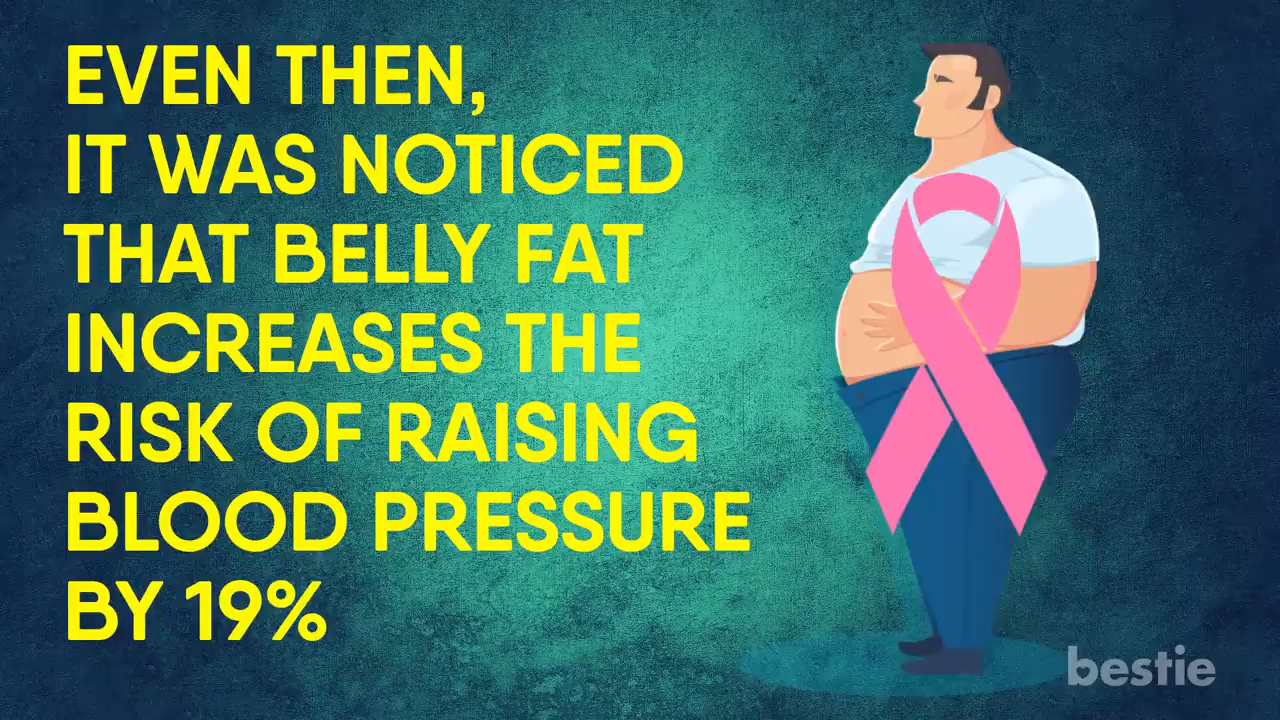 EVEN THEN,
IT WAS NOTICED
THAT BELLY FAT
INCREASES THE
RISK OF RAISING
BLOOD PRESSURE
BY 19%
bestie